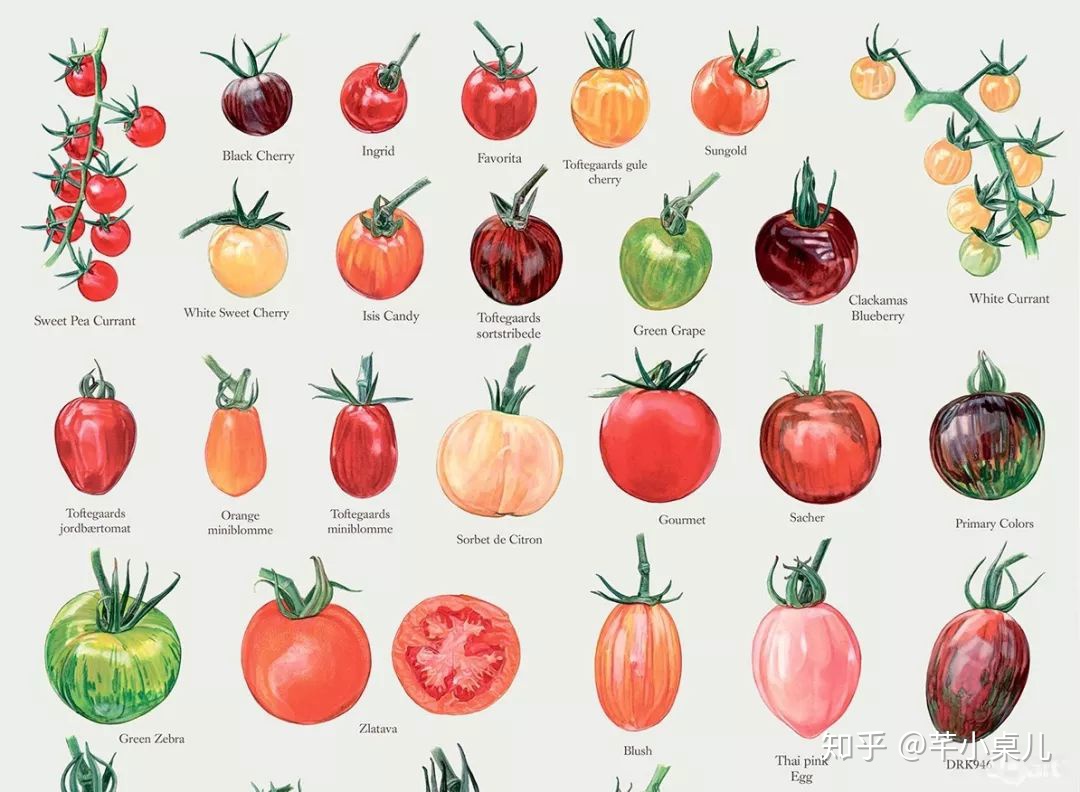 Black Cherry
Ingrid
Favorita
Toftegaards gule
cherry
Sungold
Sweet Pea Currant
White Sweet Cherry
Isis Candy
Toftegaards
sortstribede
Green Grape
Clackamas
Blueberry
White Currant
Toftegaards
jordbærtomat
Orange
miniblomme
Toftegaards
miniblomme
Sorbet de Citron
Gourmet
Sacher
Primary Colors
Green Zebra
Zlatava
Blush
Thai pink
Egg
DRK946
知乎 @芊小桌儿